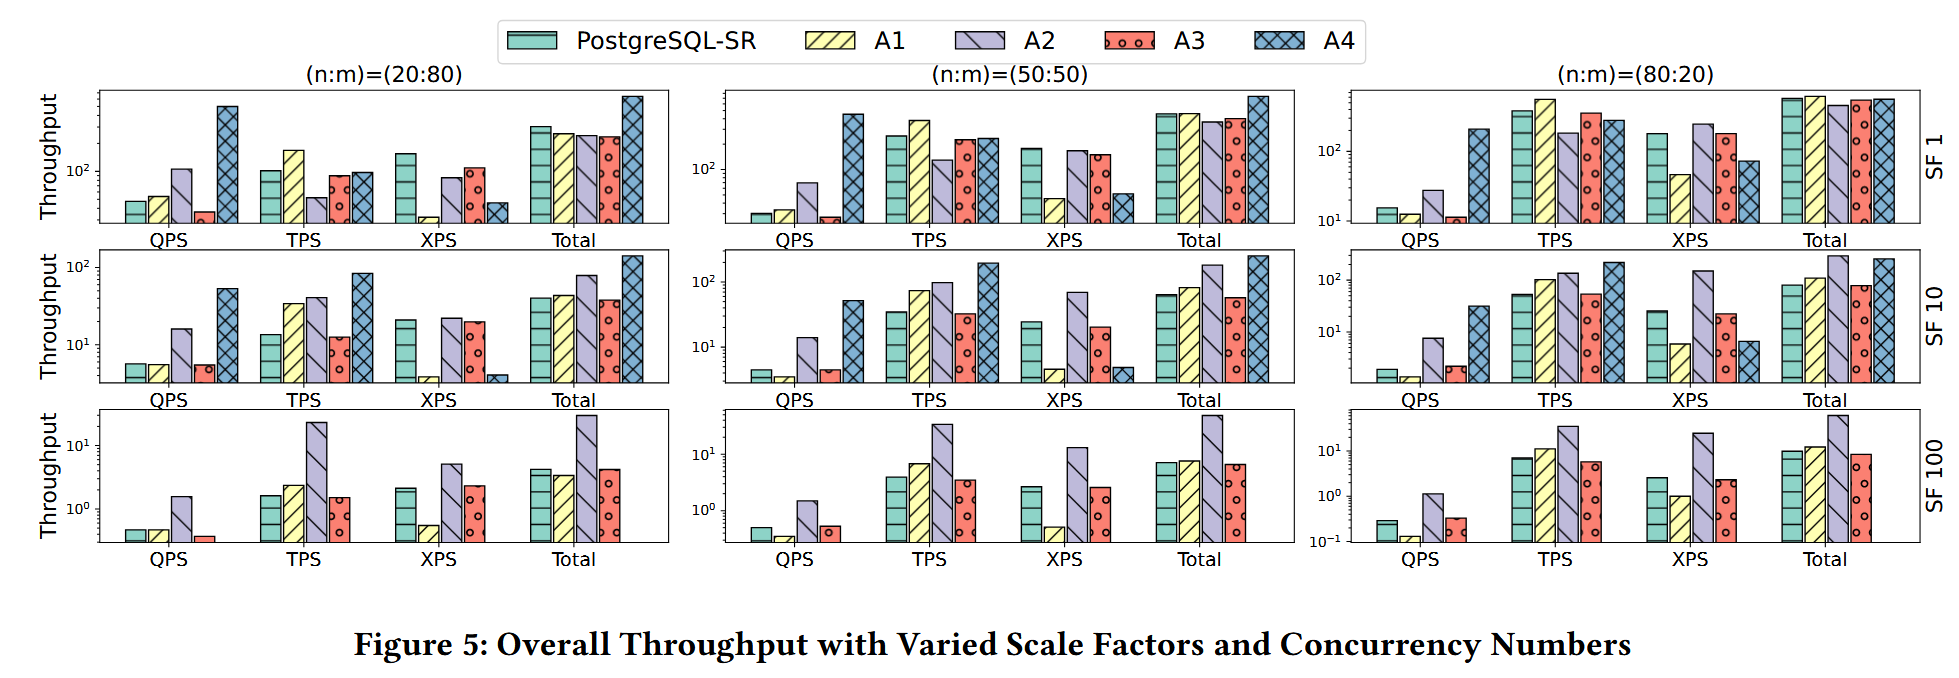 PostgreSQL-SR A1 A2 A3 A4
(n:m)=(20:80) (n:m)=(50:50) (n:m)=(80:20)
Throughput
10²
QPS TPS XPS Total
10²
QPS TPS XPS Total
10²
10¹
QPS TPS XPS Total
SF 1
Throughput
10²
10¹
QPS TPS XPS Total
10²
10¹
QPS TPS XPS Total
10²
10¹
QPS TPS XPS Total
SF 10
Throughput
10¹
10⁰
QPS TPS XPS Total
10¹
10⁰
QPS TPS XPS Total
10¹
10⁰
10⁻¹
QPS TPS XPS Total
SF 100
Figure 5: Overall Throughput with Varied Scale Factors and Concurrency Numbers